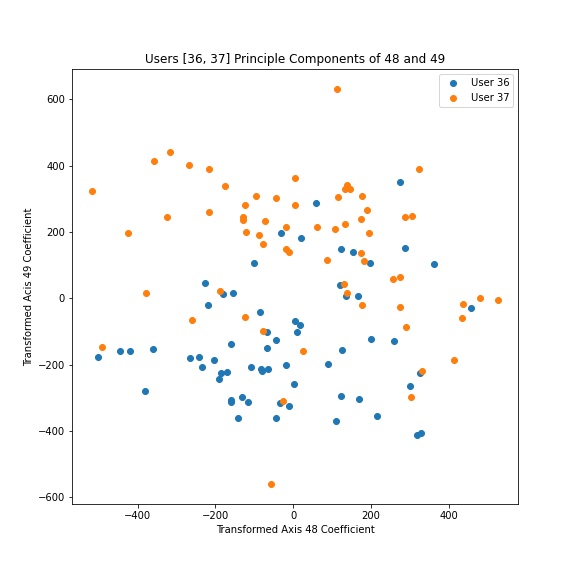 Users [36, 37] Principle Components of 48 and 49
User 36
User 37
600
400
200
0
−200
−400
−600
Transformed Acis 49 Coefficient
−400
−200
0
200
400
Transformed Axis 48 Coefficient